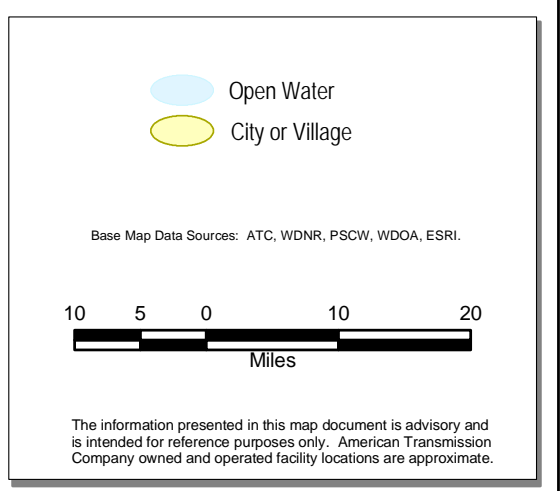 Open Water
City or Village
Base Map Data Sources: ATC, WDNR, PSCW, WDOA, ESRI.
10 5 0 10 20
Miles
The information presented in this map document is advisory and
is intended for reference purposes only. American Transmission
Company owned and operated facility locations are approximate.